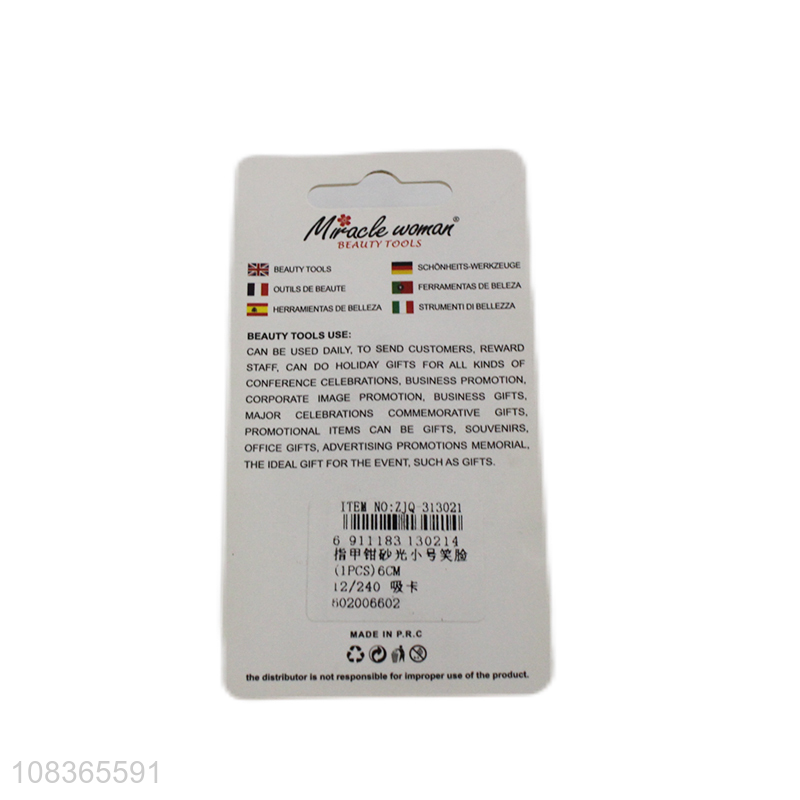 Miracle woman®
BEAUTY TOOLS
BEAUTY TOOLS
SCHÖNHEITS-WERKZEUGE
OUTILS DE BEAUTE
FERRAMENTAS DE BELEZA
HERRAMIENTAS DE BELLEZA
STRUMENTI DI BELLEZZA
BEAUTY TOOLS USE:
CAN BE USED DAILY, TO SEND CUSTOMERS, REWARD
STAFF, CAN DO HOLIDAY GIFTS FOR ALL KINDS OF
CONFERENCE CELEBRATIONS, BUSINESS PROMOTION,
CORPORATE IMAGE PROMOTION, BUSINESS GIFTS,
MAJOR CELEBRATIONS COMMEMORATIVE GIFTS,
PROMOTIONAL ITEMS CAN BE GIFTS, SOUVENIRS,
OFFICE GIFTS, ADVERTISING PROMOTIONS MEMORIAL,
THE IDEAL GIFT FOR THE EVENT, SUCH AS GIFTS.
ITEM NO:ZJQ-313021
6 911183 130214
指甲钳砂光小号笑脸
(1PCS)6CM
12/240 吸卡
602006602
MADE IN P.R.C
the distributor is not responsible for improper use of the product.
108365591